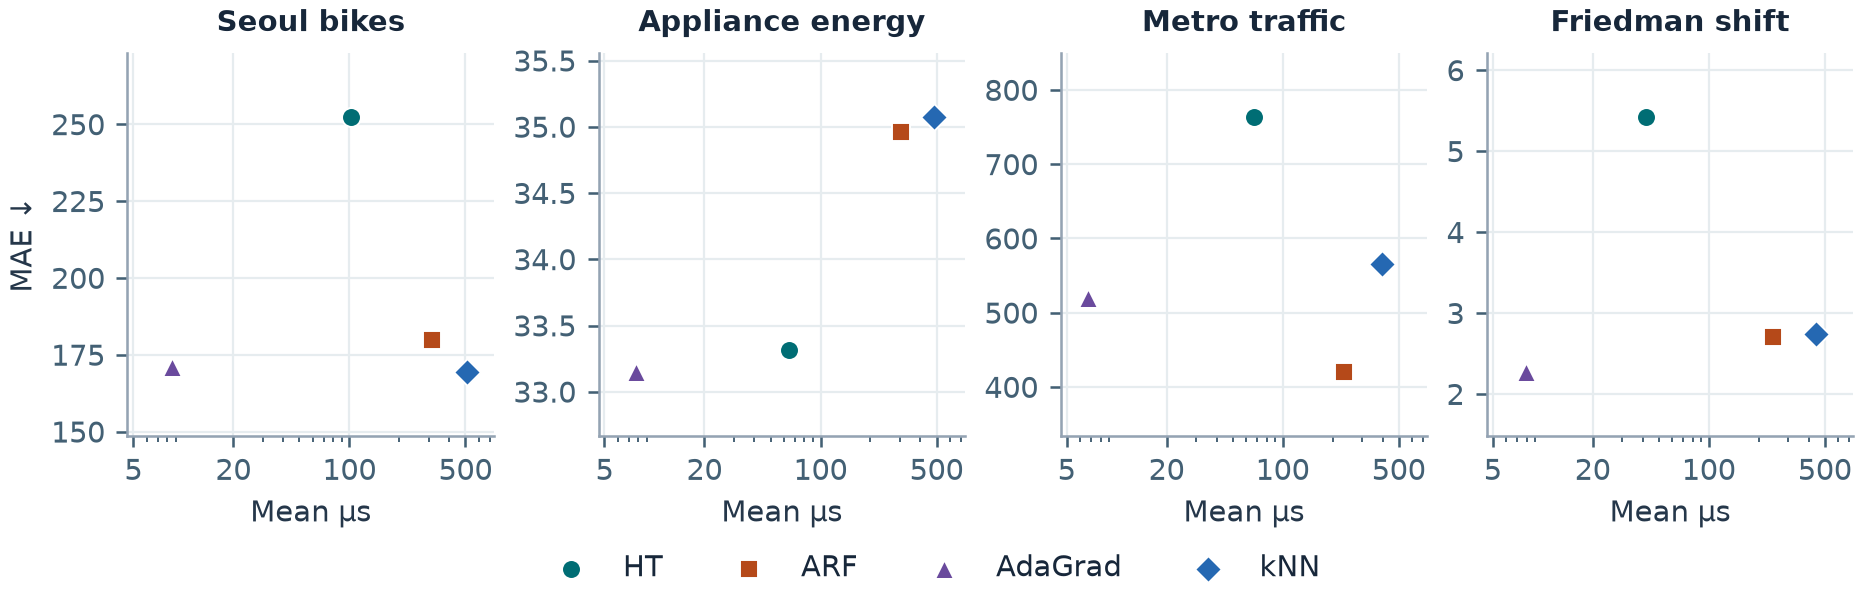 Seoul bikes
MAE ↓
250
225
200
175
150
5 20 100 500
Mean µs
Appliance energy
35.5
35.0
34.5
34.0
33.5
33.0
5 20 100 500
Mean µs
Metro traffic
800
700
600
500
400
5 20 100 500
Mean µs
Friedman shift
6
5
4
3
2
5 20 100 500
Mean µs
HT ARF AdaGrad kNN